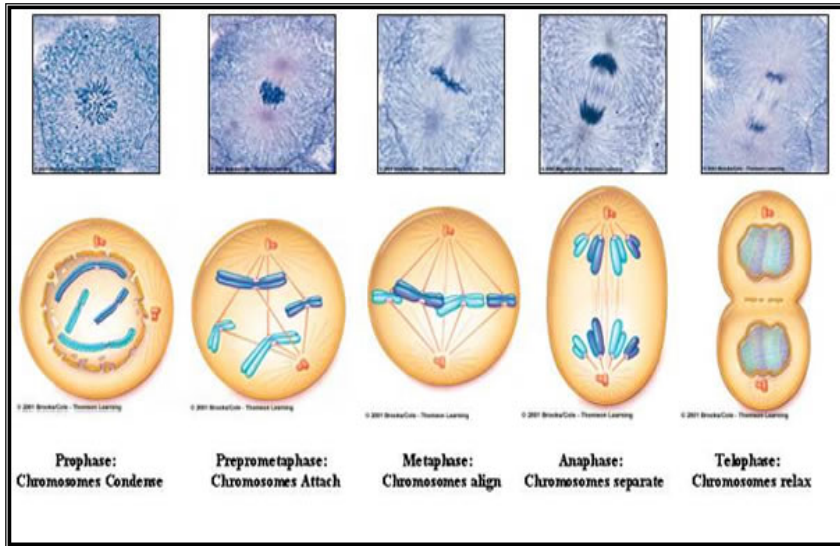 © 2001 Brooks/Cole - Thomson Learning
© 2001 Brooks/Cole - Thomson Learning
© 2001 Brooks/Cole - Thomson Learning
© 2001 Brooks/Cole - Thomson Learning
© 2001 Brooks/Cole - Thomson Learning
Prophase:
Chromosomes Condense
Preprometaphase:
Chromosomes Attach
Metaphase:
Chromosomes align
Anaphase:
Chromosomes separate
Telophase:
Chromosomes relax